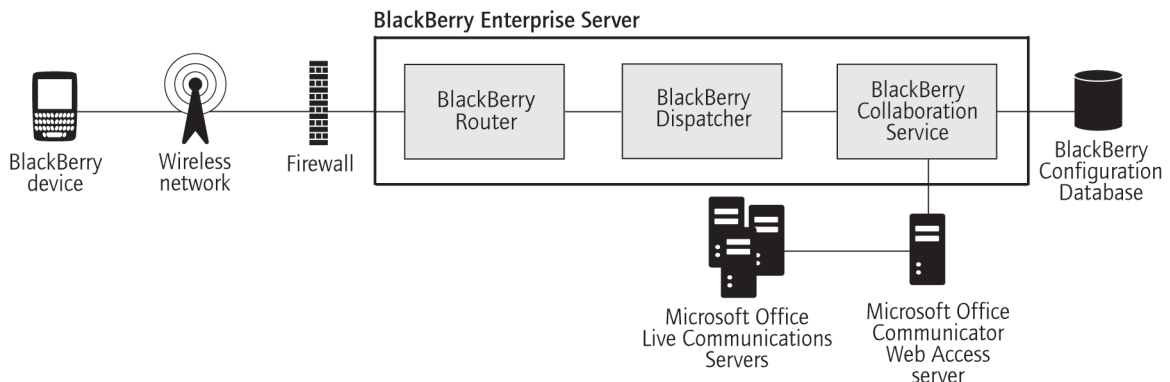 BlackBerry Enterprise Server
BlackBerry
Router
BlackBerry
Dispatcher
BlackBerry
Collaboration
Service
BlackBerry
device
Wireless
network
Firewall
BlackBerry
Configuration
Database
Microsoft Office
Live Communications
Servers
Microsoft Office
Communicator
Web Access
server